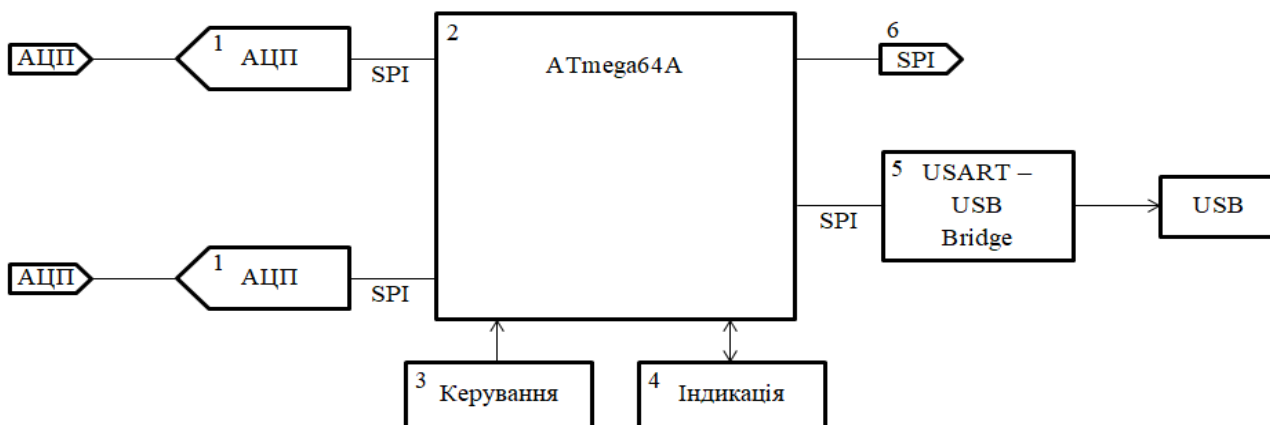 АЦП
1
АЦП
SPI
2
ATmega64A
6
SPI
5
USART –
USB
Bridge
SPI
USB
АЦП
1
АЦП
SPI
3
Керування
4
Індикація